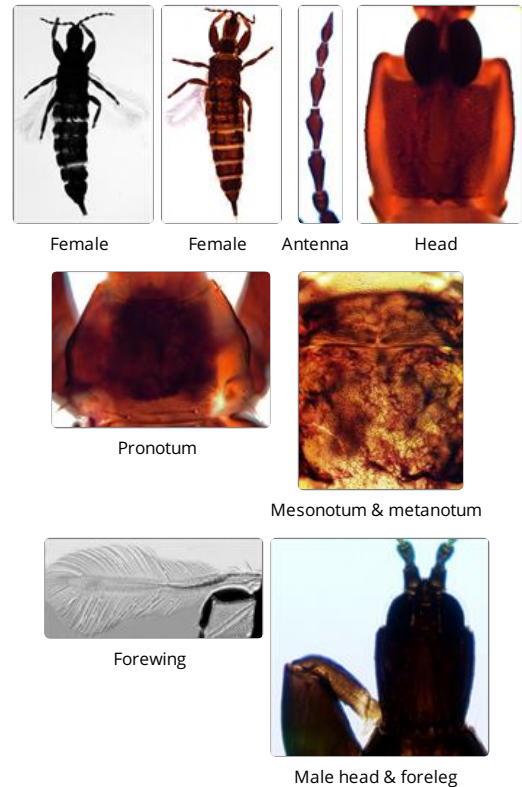 Female
Female
Antenna
Head
Pronotum
Mesonotum & metanotum
Forewing
Male head & foreleg